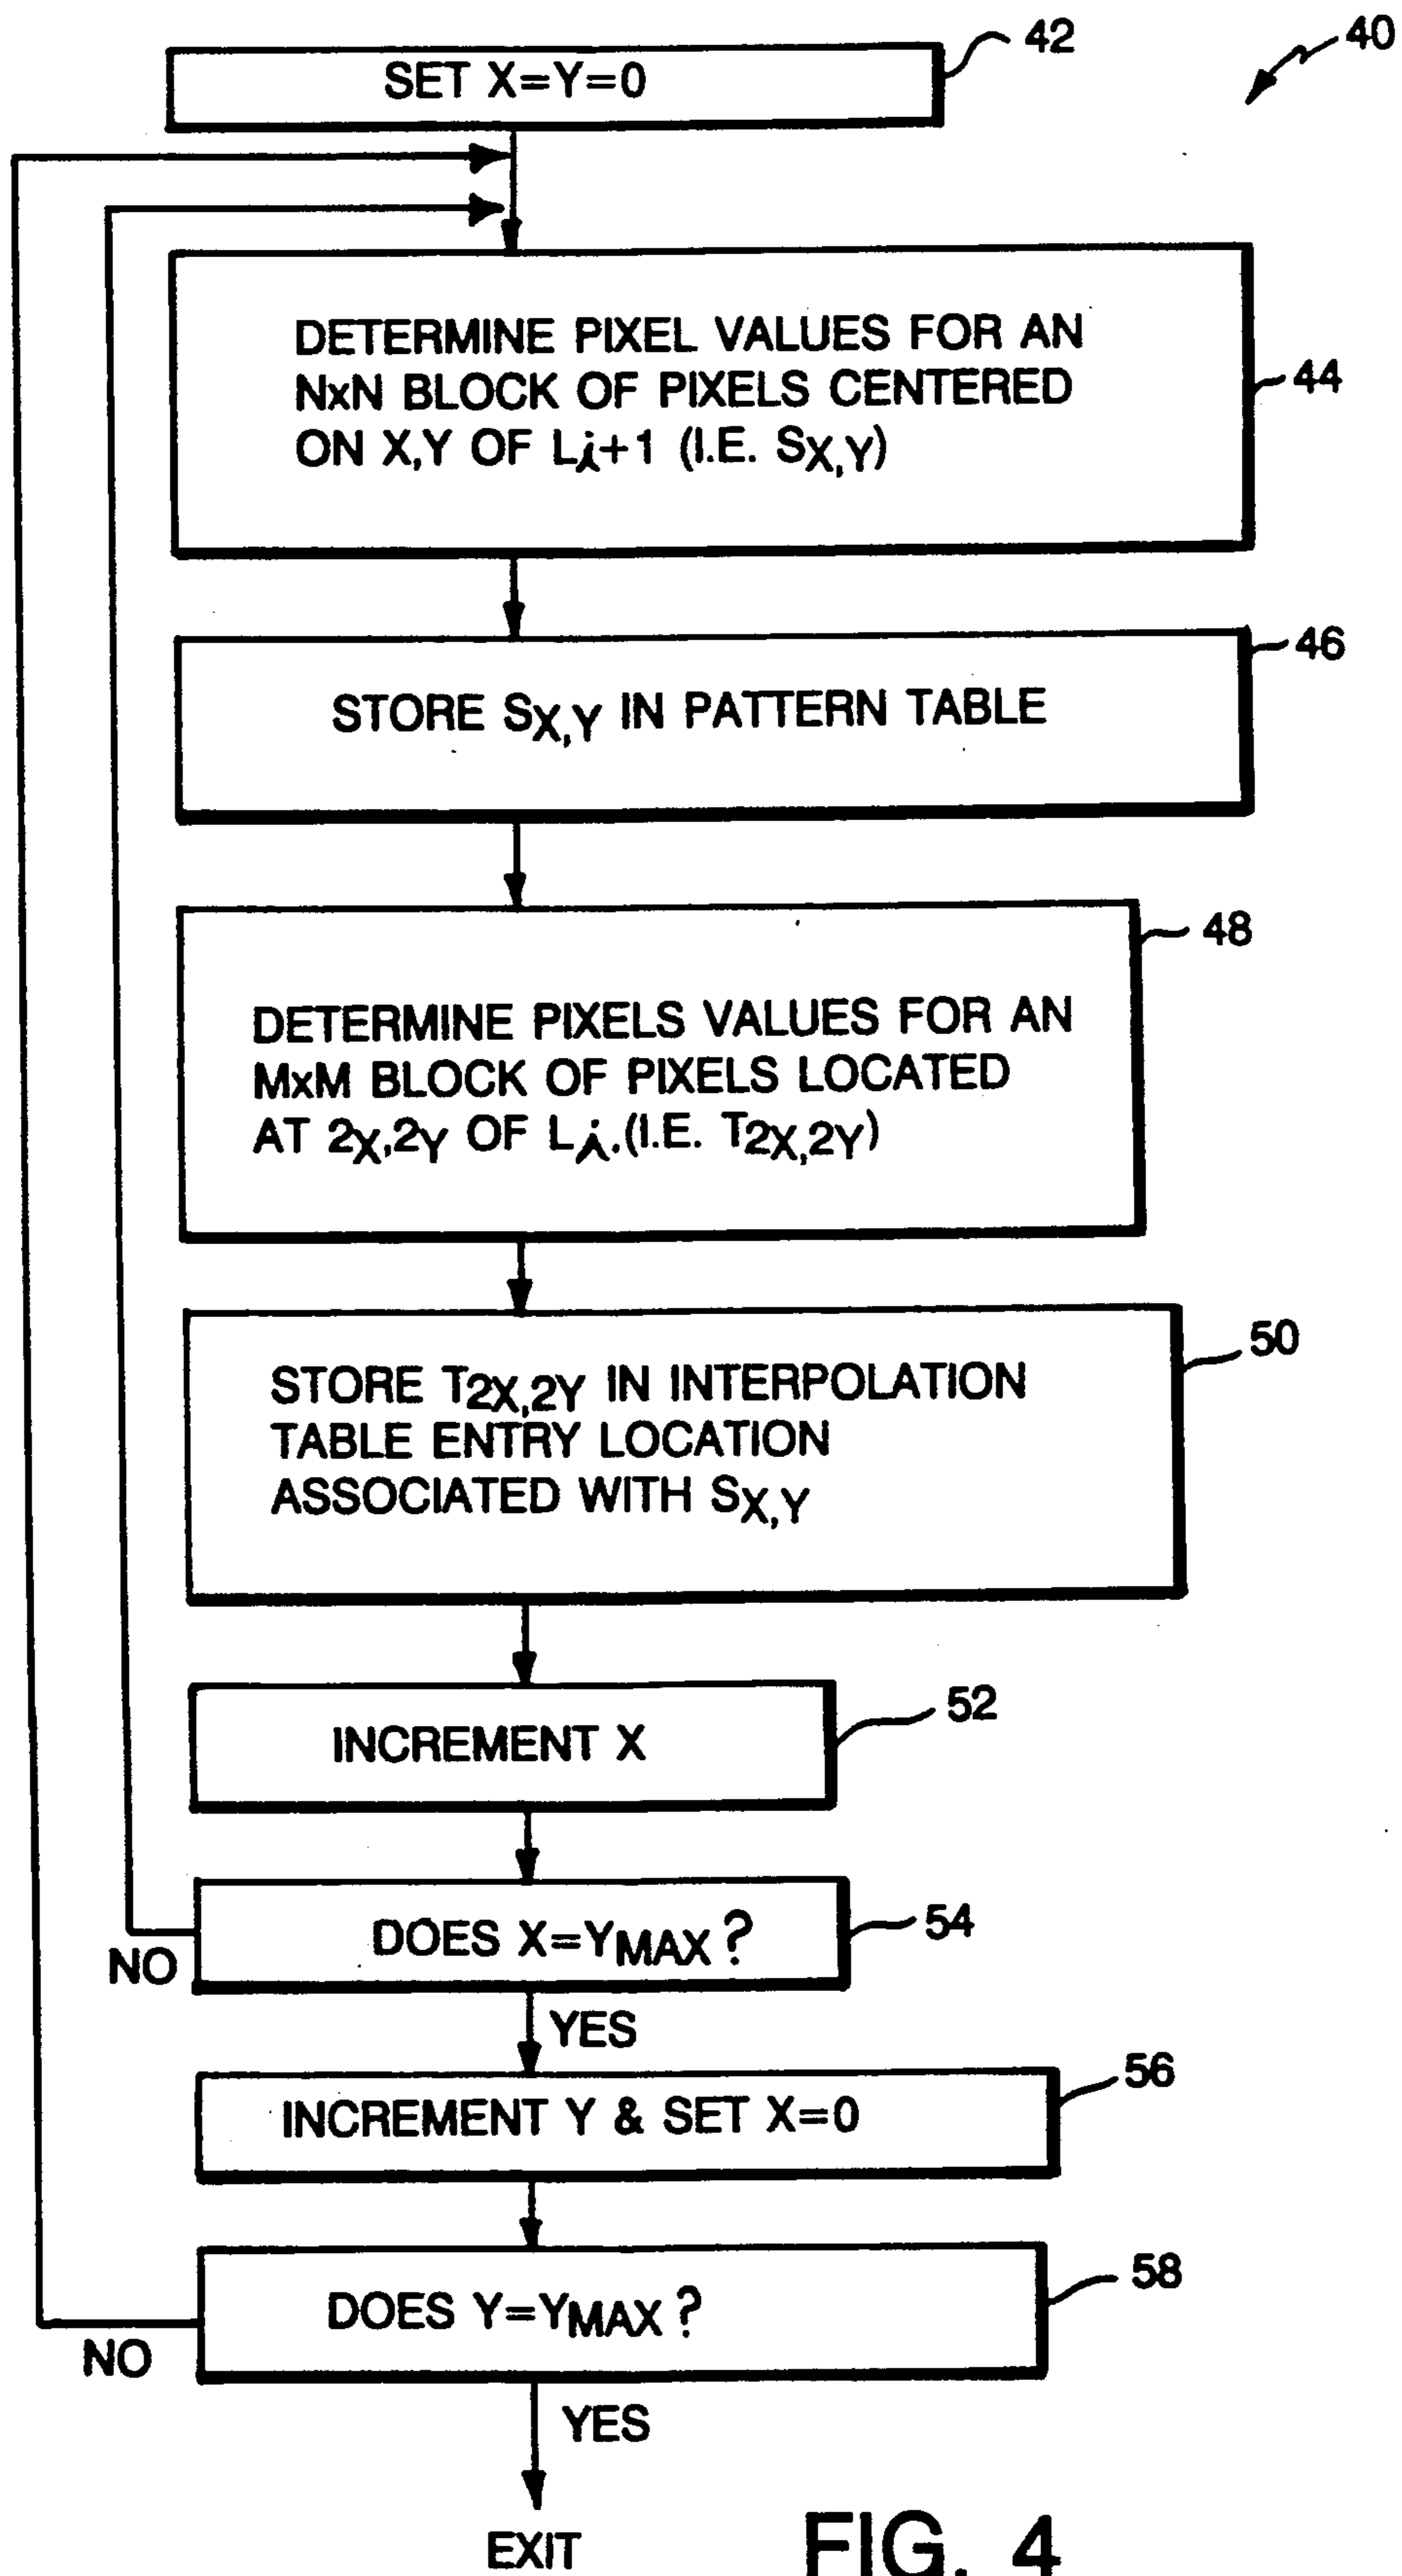 42
40
SET X=Y=0
DETERMINE PIXEL VALUES FOR AN
NxN BLOCK OF PIXELS CENTERED
ON X,Y OF Li+1 (I.E. SX,Y)
44
46
STORE SX,Y IN PATTERN TABLE
48
DETERMINE PIXELS VALUES FOR AN
MxM BLOCK OF PIXELS LOCATED
AT 2X,2Y OF Li.(I.E. T2X,2Y)
50
STORE T2X,2Y IN INTERPOLATION
TABLE ENTRY LOCATION
ASSOCIATED WITH SX,Y
52
INCREMENT X
54
DOES X=YMAX?
NO
YES
56
INCREMENT Y & SET X=0
58
DOES Y=YMAX?
NO
YES
EXIT
FIG. 4